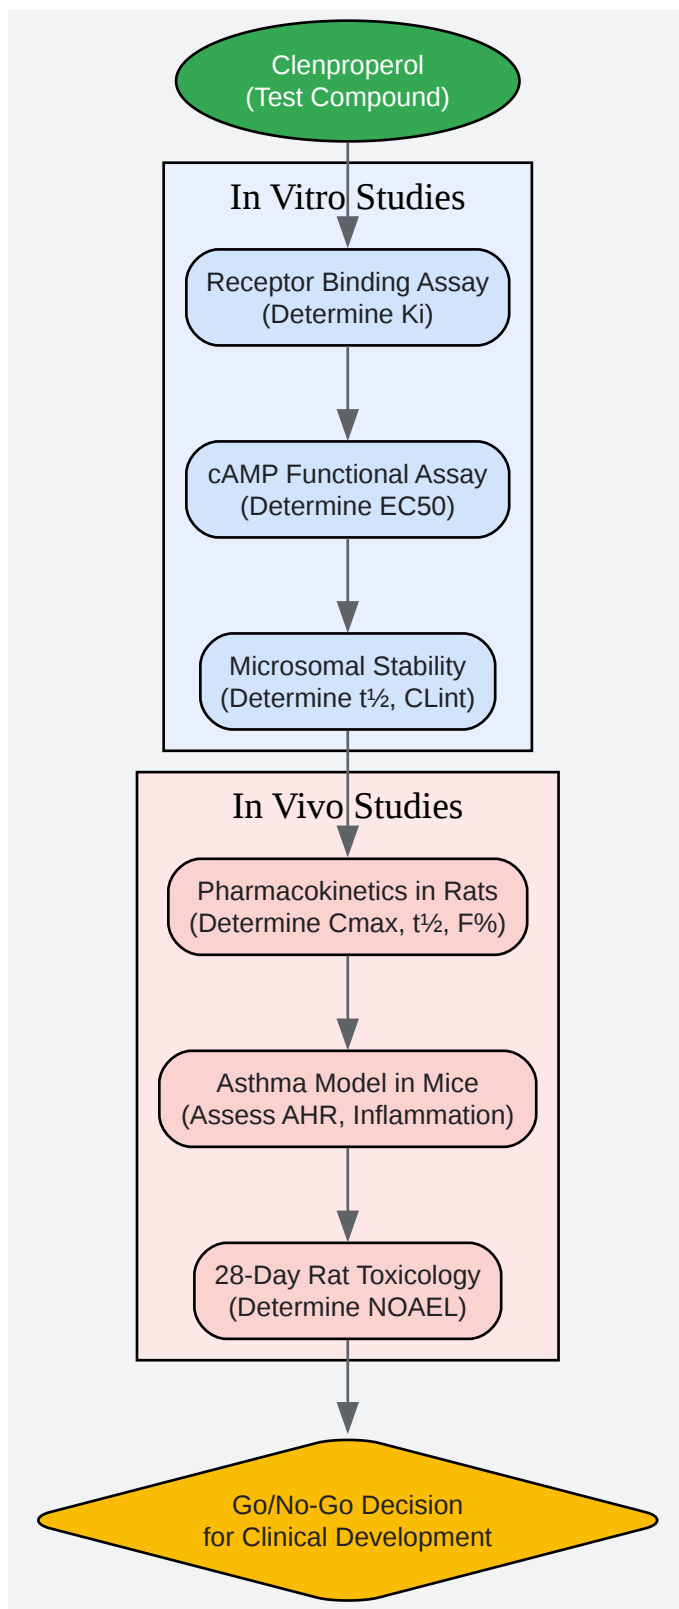 Clenproperol
(Test Compound)
In Vitro Studies
Receptor Binding Assay
(Determine Ki)
cAMP Functional Assay
(Determine EC50)
Microsomal Stability
(Determine t½, CLint)
In Vivo Studies
Pharmacokinetics in Rats
(Determine Cmax, t½, F%)
Asthma Model in Mice
(Assess AHR, Inflammation)
28-Day Rat Toxicology
(Determine NOAEL)
Go/No-Go Decision
for Clinical Development